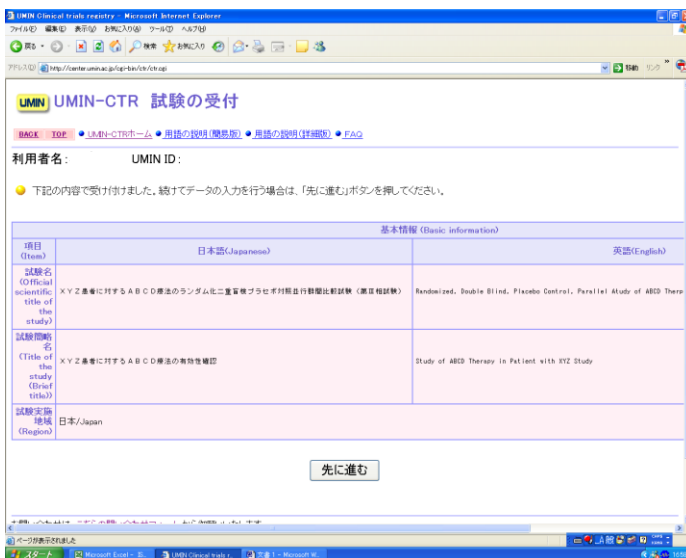 UMIN Clinical trials registry - Microsoft Internet Explorer
ファイル(F) 編集(E) 表示(V) お気に入り(A) ツール(T) ヘルプ(H)
戻る 検索 お気に入り
アドレス(D) http://center.umin.ac.jp/cgi-bin/ctr/ctr.cgi 移動 リンク
UMIN UMIN-CTR 試験の受付
BACK TOP ●UMIN-CTRホーム ●用語の説明(簡易版) ●用語の説明(詳細版) ●FAQ
利用者名: UMIN ID:
下記の内容で受け付けました。続けてデータの入力を行う場合は、「先に進む」ボタンを押してください。
基本情報 (Basic information)
項目 (Item) 日本語(Japanese) 英語(English)
試験名
(Official
scientific
title of
the
study)
XYZ患者に対するABCD療法のランダム化二重盲検プラセボ対照並行群間比較試験(第III相試験)
Randomized, Double Blind, Placebo Control, Parallel Atudy of ABCD Therp
試験簡略
名
(Title of
the
study
(Brief
title))
XYZ患者に対するABCD療法の有効性確認
Study of ABCD Therapy in Patient with XYZ Study
試験実施
地域
(Region)
日本/Japan
先に進む
ページが表示されました
スタート Microsoft Excel - UMIN Clinical trials r... 文書 1 - Microsoft W...